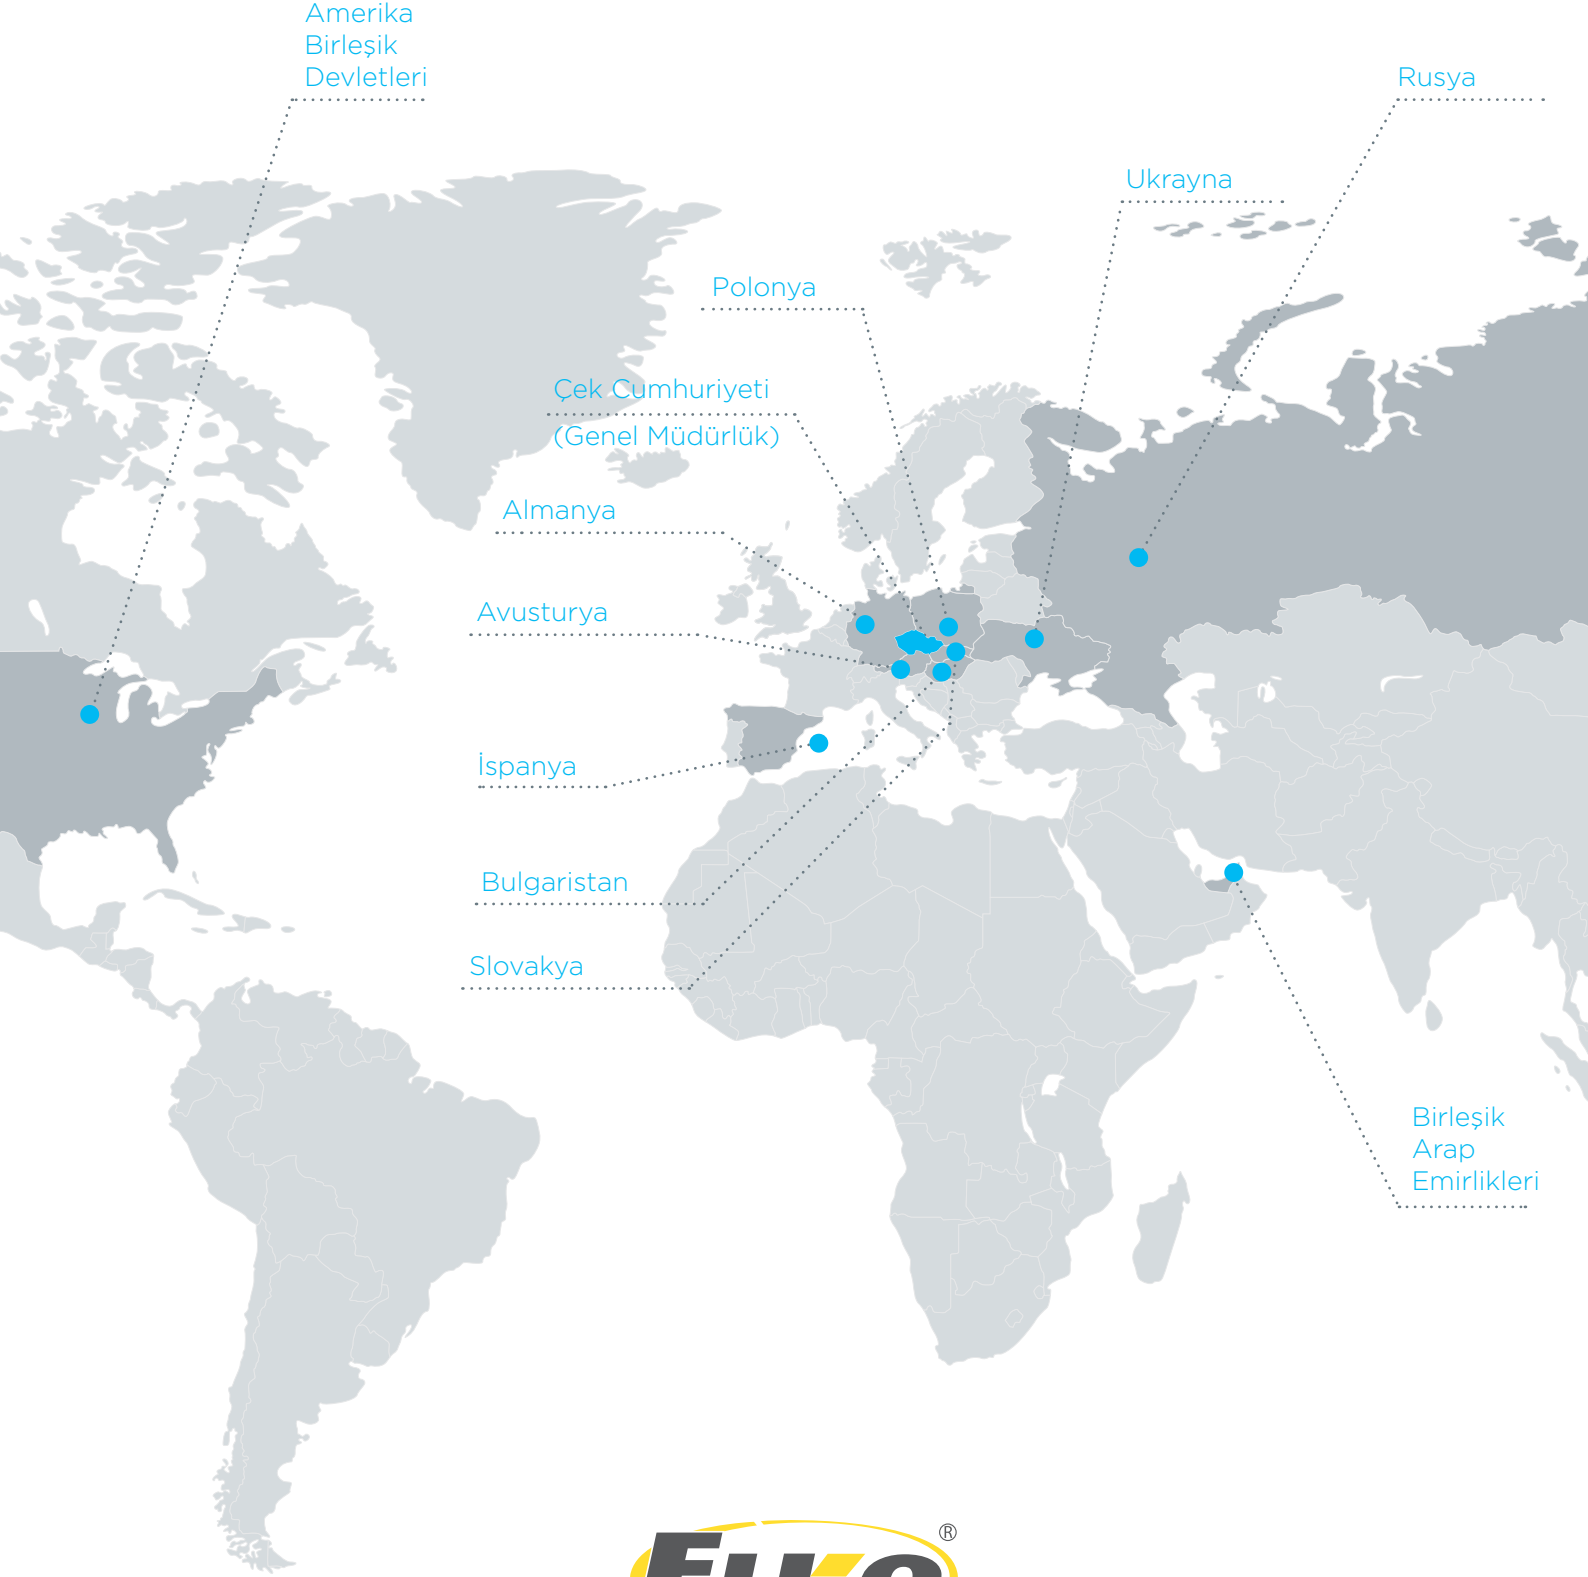 Amerika
Birleşik
Devletleri
Rusya
Ukrayna
Polonya
Çek Cumhuriyeti
(Genel Müdürlük)
Almanya
Avusturya
İspanya
Bulgaristan
Slovakya
Birleşik
Arap
Emirlikleri
®